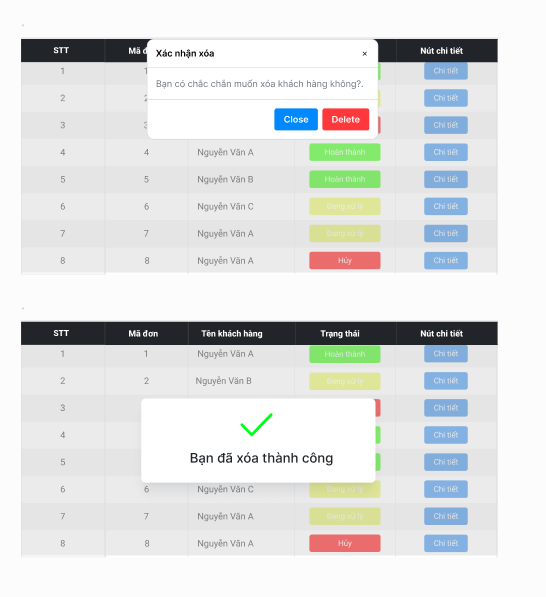 STT Mã đ Nút chi tiết
Xác nhận xóa ×
Bạn có chắc chắn muốn xóa khách hàng không?.
Close Delete
1 1 Chi tiết
2 2 Chi tiết
3 3 Chi tiết
4 4 Nguyễn Văn A Hoàn thành Chi tiết
5 5 Nguyễn Văn B Hoàn thành Chi tiết
6 6 Nguyễn Văn C Đang xử lý Chi tiết
7 7 Nguyễn Văn A Đang xử lý Chi tiết
8 8 Nguyễn Văn A Hủy Chi tiết
STT Mã đơn Tên khách hàng Trạng thái Nút chi tiết
1 1 Nguyễn Văn A Hoàn thành Chi tiết
2 2 Nguyễn Văn B Đang xử lý Chi tiết
3 Chi tiết
4 Chi tiết
5 Chi tiết
Bạn đã xóa thành công
6 6 Nguyễn Văn C Đang xử lý Chi tiết
7 7 Nguyễn Văn A Đang xử lý Chi tiết
8 8 Nguyễn Văn A Hủy Chi tiết